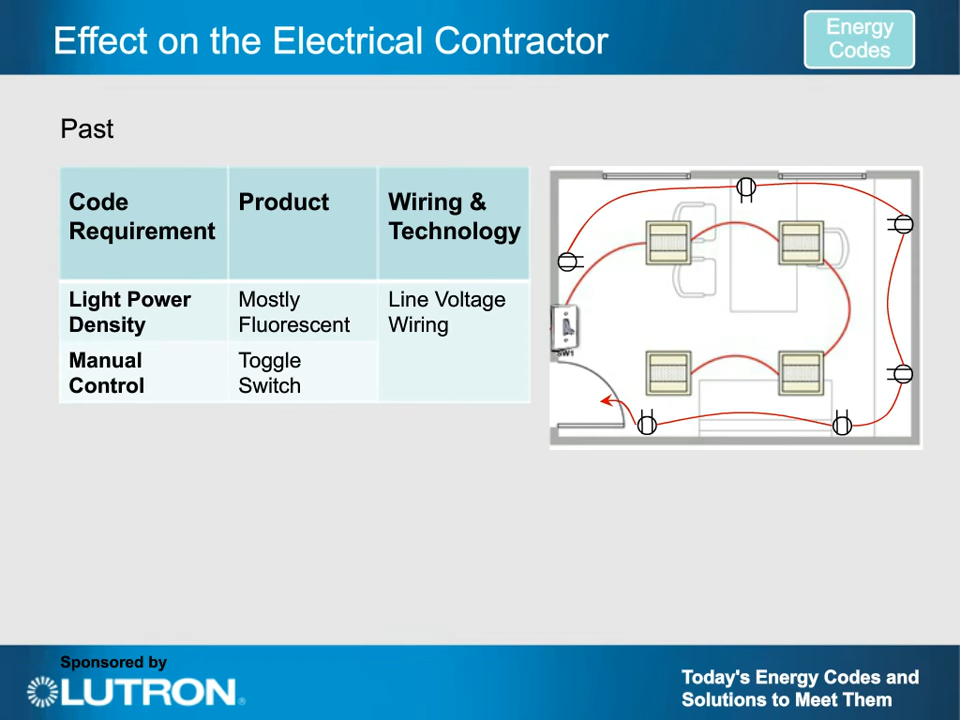 Effect on the Electrical Contractor
Energy
Codes
Past
Code
Requirement
Product
Wiring &
Technology
Light Power
Density
Mostly
Fluorescent
Line Voltage
Wiring
Manual
Control
Toggle
Switch
SW1
Sponsored by
LUTRON®
Today's Energy Codes and
Solutions to Meet Them